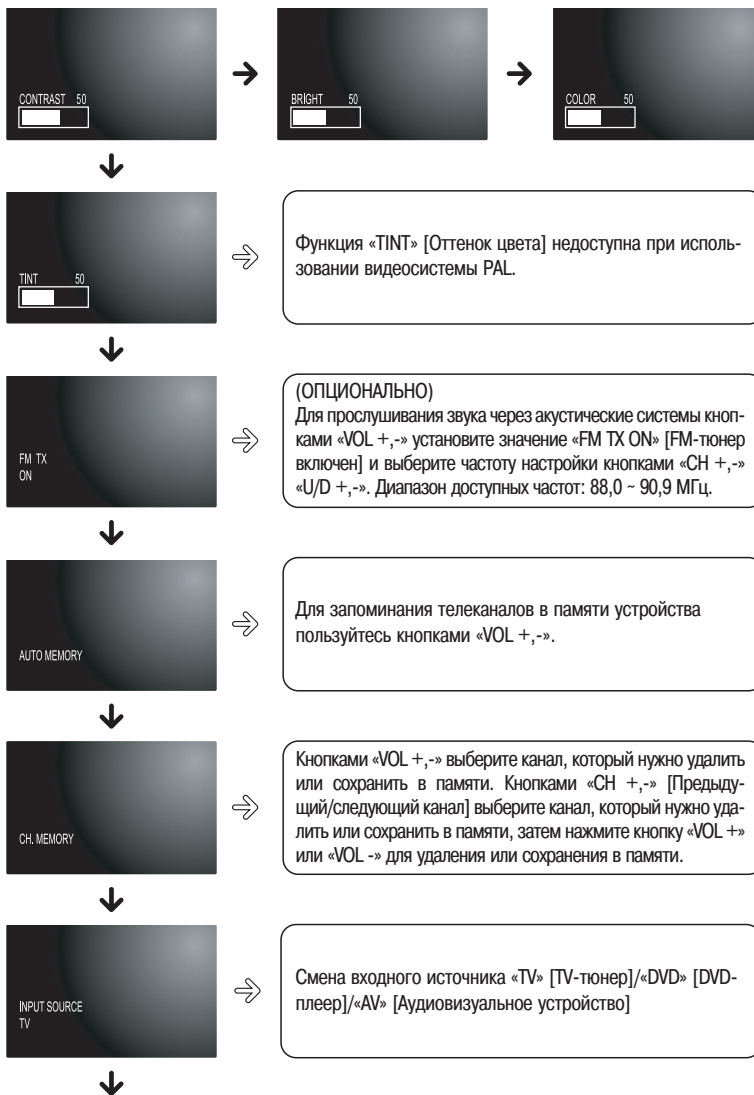 CONTRAST 50
BRIGHT 50
COLOR 50
TINT 50
Функция «TINT» [Оттенок цвета] недоступна при исполь-
зовании видеосистемы PAL.
FM TX
ON
(ОПЦИОНАЛЬНО)
Для прослушивания звука через акустические системы кноп-
ками «VOL +,-» установите значение «FM TX ON» [FM-тюнер
включен] и выберите частоту настройки кнопками «CH +,-»
«U/D +,-». Диапазон доступных частот: 88,0 ~ 90,9 МГц.
AUTO MEMORY
Для запоминания телеканалов в памяти устройства
пользуйтесь кнопками «VOL +,-».
CH. MEMORY
Кнопками «VOL +,-» выберите канал, который нужно удалить
или сохранить в памяти. Кнопками «CH +,-» [Предыду-
щий/следующий канал] выберите канал, который нужно уда-
лить или сохранить в памяти, затем нажмите кнопку «VOL +»
или «VOL -» для удаления или сохранения в памяти.
INPUT SOURCE
TV
Смена входного источника «TV» [TV-тюнер]/«DVD» [DVD-
плеер]/«AV» [Аудиовизуальное устройство]